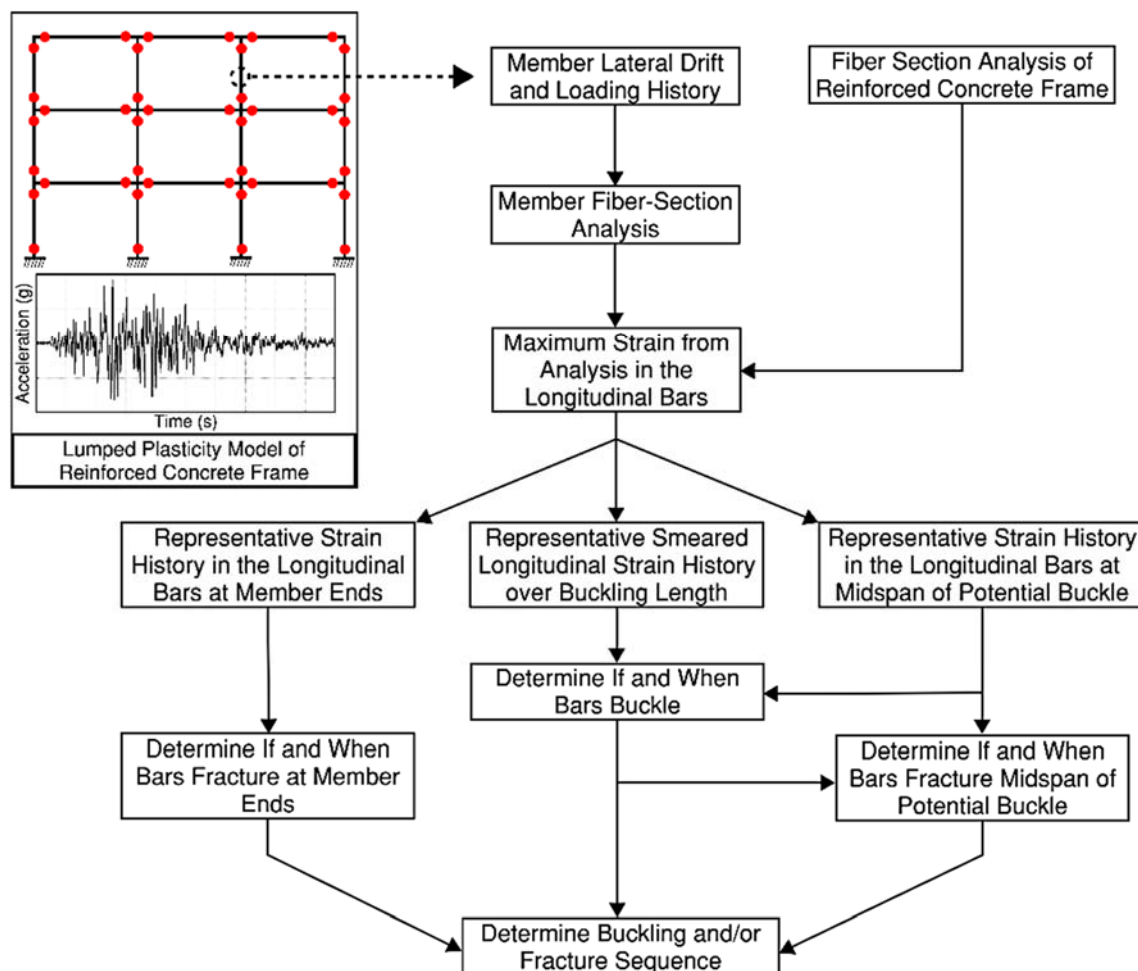 Acceleration (g)
Time (s)
Lumped Plasticity Model of
Reinforced Concrete Frame
Member Lateral Drift
and Loading History
Fiber Section Analysis of
Reinforced Concrete Frame
Member Fiber-Section
Analysis
Maximum Strain from
Analysis in the
Longitudinal Bars
Representative Strain
History in the Longitudinal
Bars at Member Ends
Representative Smeared
Longitudinal Strain History
over Buckling Length
Representative Strain History
in the Longitudinal Bars at
Midspan of Potential Buckle
Determine If and When
Bars Buckle
Determine If and When
Bars Fracture at Member
Ends
Determine If and When
Bars Fracture Midspan of
Potential Buckle
Determine Buckling and/or
Fracture Sequence